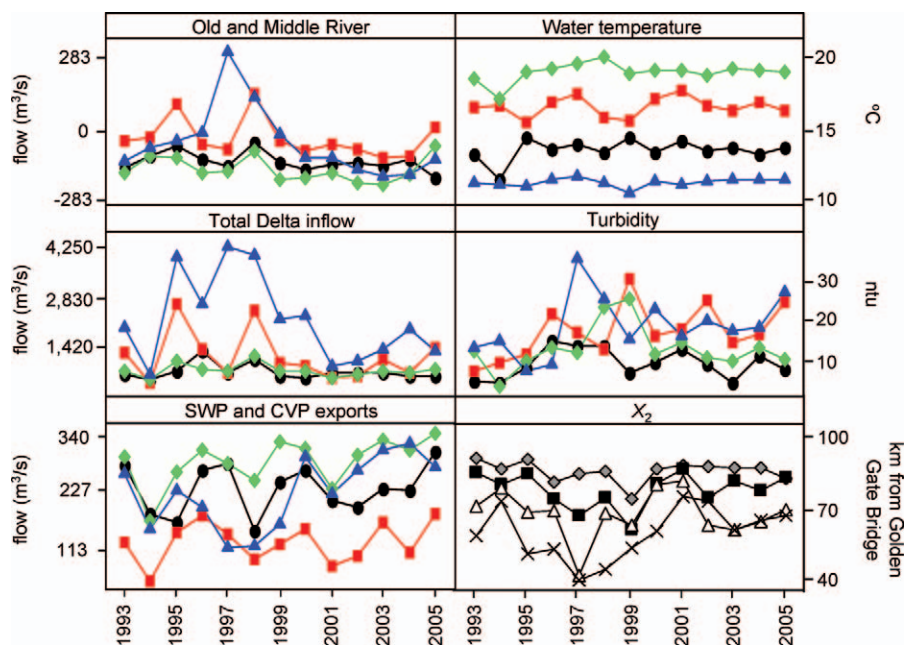 Old and Middle River
Water temperature
flow (m³/s)
283
0
-283
20
15
10
°C
Total Delta inflow
Turbidity
flow (m³/s)
4,250
2,830
1,420
30
20
10
ntu
SWP and CVP exports
X₂
flow (m³/s)
340
227
113
100
70
40
km from Golden
Gate Bridge
1993
1995
1997
1999
2001
2003
2005
1993
1995
1997
1999
2001
2003
2005